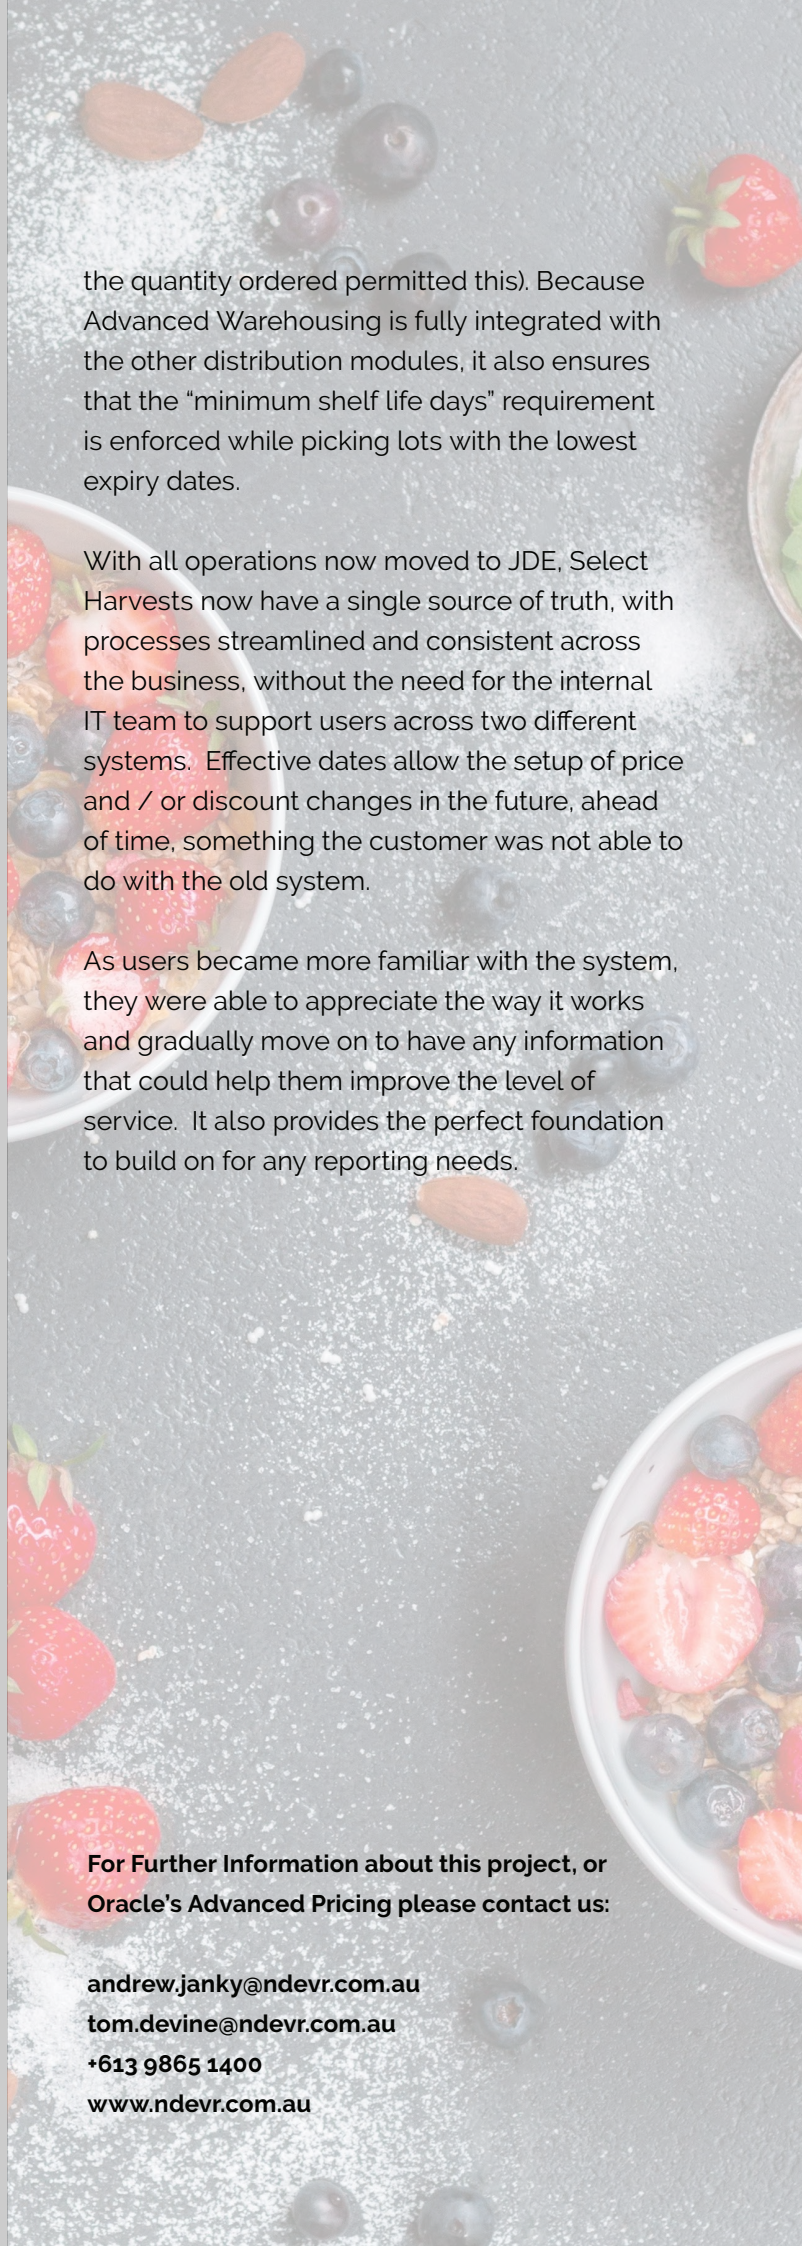 the quantity ordered permitted this). Because
Advanced Warehousing is fully integrated with
the other distribution modules, it also ensures
that the “minimum shelf life days” requirement
is enforced while picking lots with the lowest
expiry dates.
With all operations now moved to JDE, Select
Harvests now have a single source of truth, with
processes streamlined and consistent across
the business, without the need for the internal
IT team to support users across two different
systems.  Effective dates allow the setup of price
and / or discount changes in the future, ahead
of time, something the customer was not able to
do with the old system.
As users became more familiar with the system,
they were able to appreciate the way it works
and gradually move on to have any information
that could help them improve the level of
service.  It also provides the perfect foundation
to build on for any reporting needs.
For Further Information about this project, or
Oracle’s Advanced Pricing please contact us:
andrew.janky@ndevr.com.au
tom.devine@ndevr.com.au
+613 9865 1400
www.ndevr.com.au